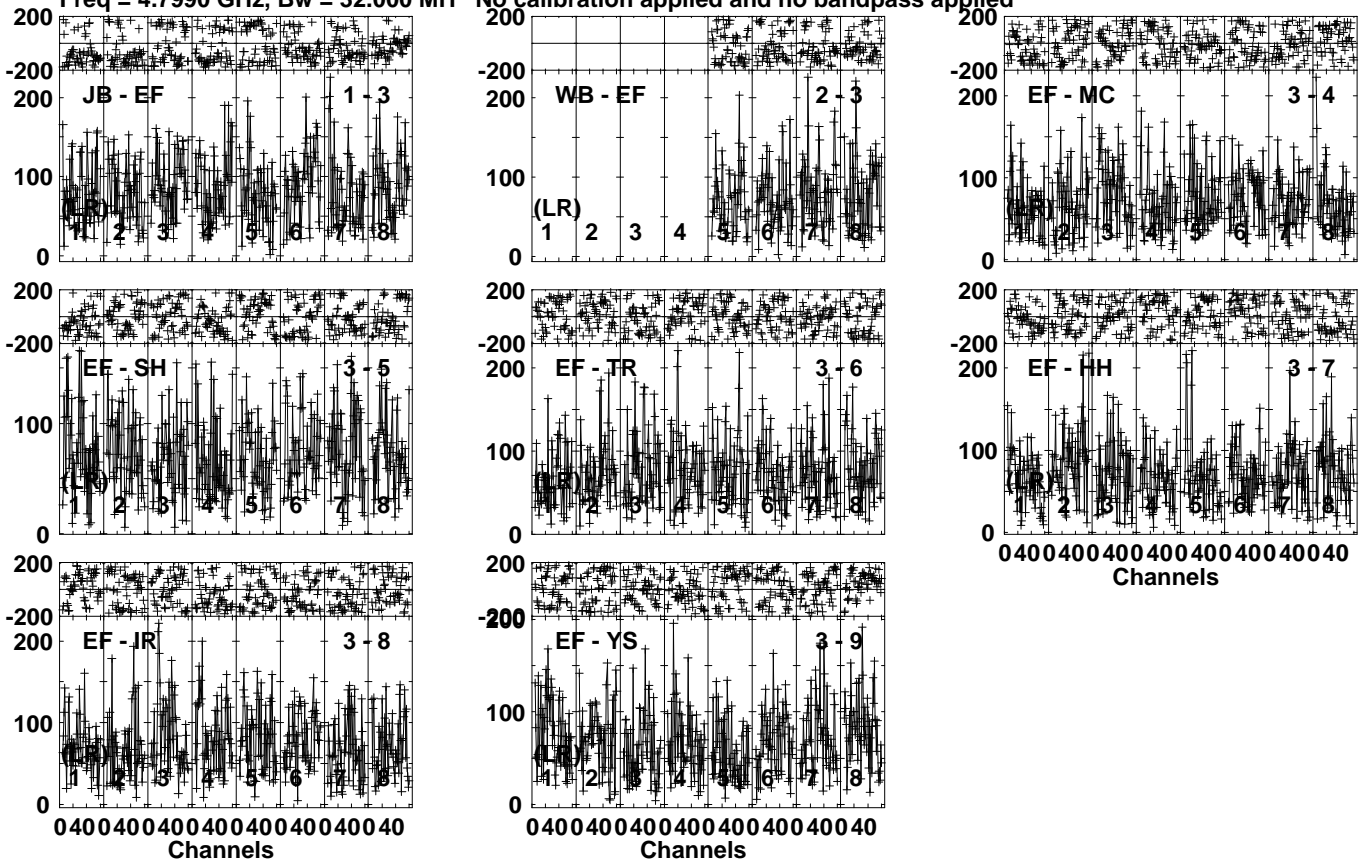 Freq = 4.7990 GHz, Bw = 32.000 MH No calibration applied and no bandpass applied
200 200 200
-200 -200 -200
200 JB - EF 1 - 3 200 WB - EF 2 - 3 200 EF - MC 3 - 4
100 100 100
(LR) (LR) (LR)
1 2 3 4 5 6 7 8 1 2 3 4 5 6 7 8 1 2 3 4 5 6 7 8
0 0 0
200 200 200
-200 -200 -200
200 EF - SH 3 - 5 200 EF - TR 3 - 6 200 EF - HH 3 - 7
100 100 100
(LR) (LR) (LR)
1 2 3 4 5 6 7 8 1 2 3 4 5 6 7 8 1 2 3 4 5 6 7 8
0 0 0
0 40 0 40 0 40 0 40 0 40 0 40 0 40 0 40
Channels
200 200
-200 -200
200 EF - IR 3 - 8 200 EF - YS 3 - 9
100 100
(LR) (LR)
1 2 3 4 5 6 7 8 1 2 3 4 5 6 7 8
0 0
0 40 0 40 0 40 0 40 0 40 0 40 0 40 0 40 0 40 0 40 0 40 0 40 0 40 0 40 0 40 0 40
Channels Channels